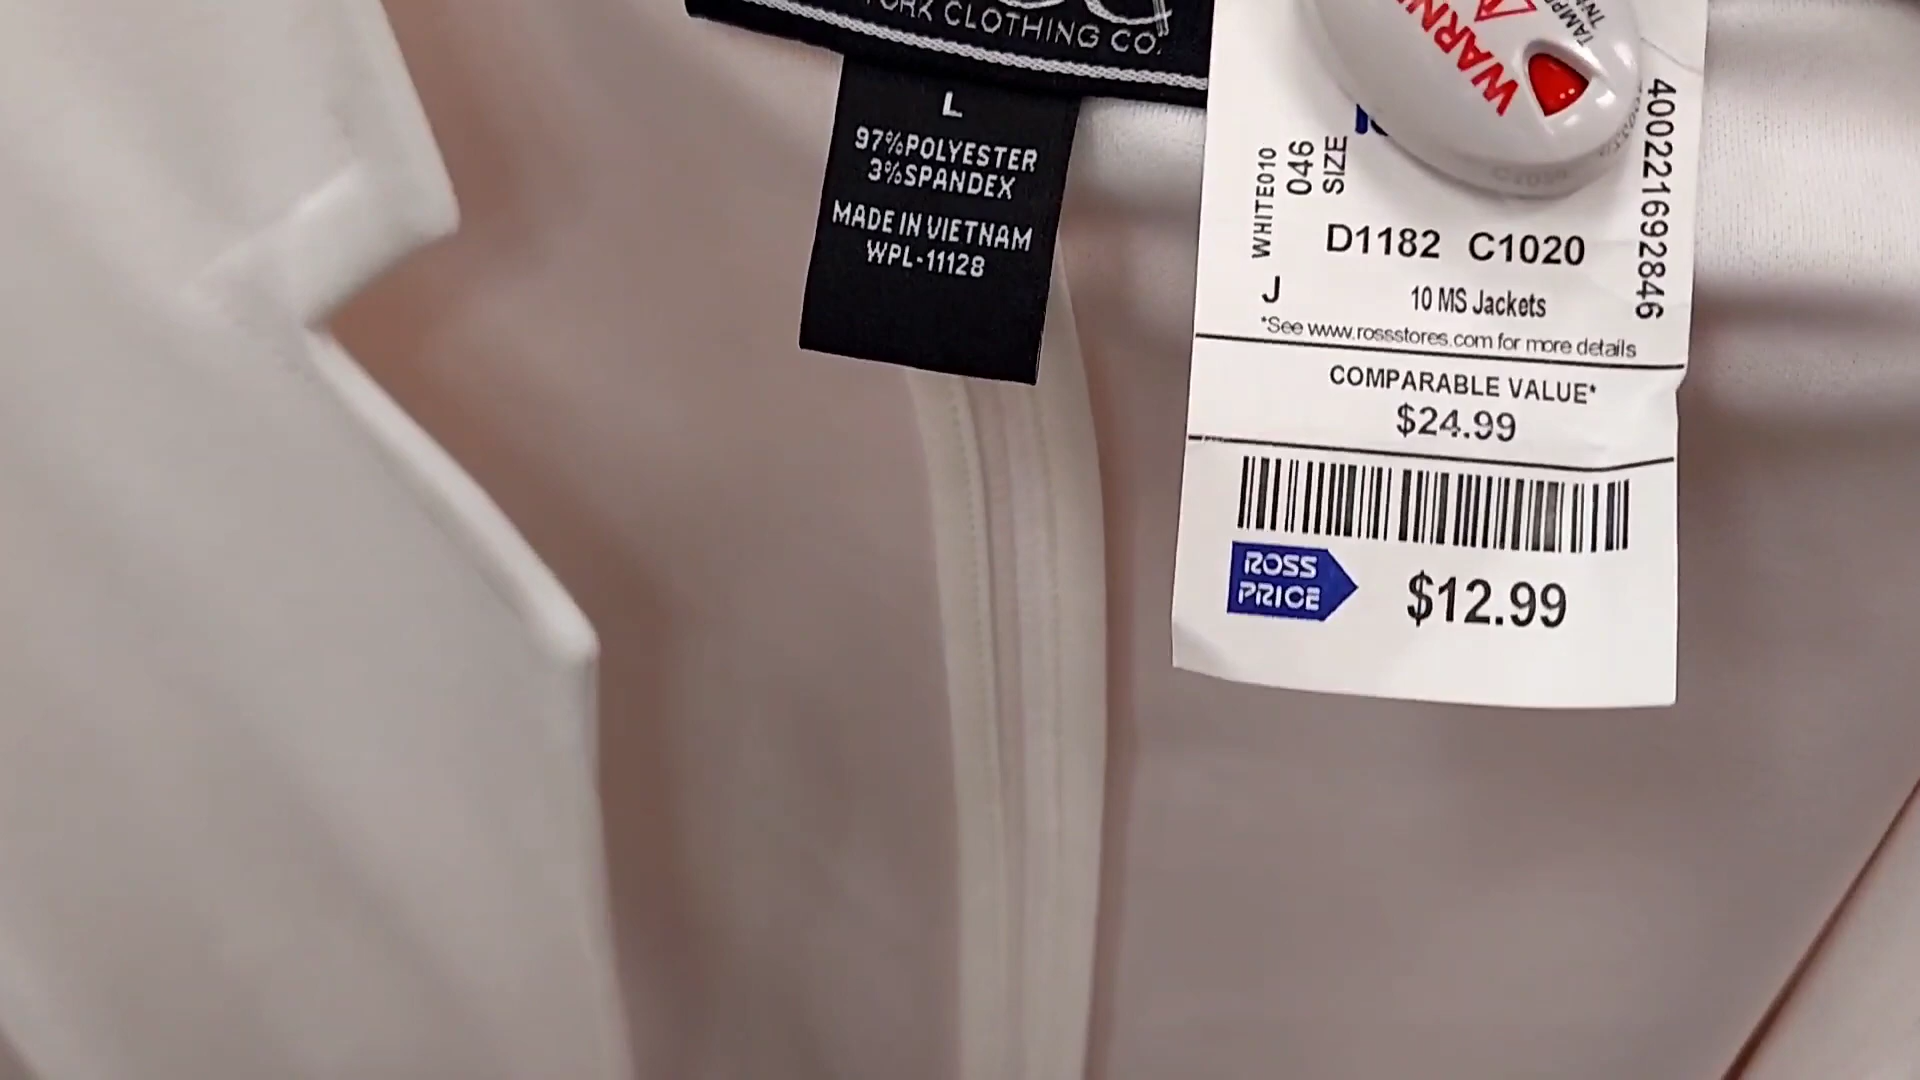 YORK CLOTHING CO.
L
97%POLYESTER
3%SPANDEX
MADE IN VIETNAM
WPL-11128
WHITE010
046
SIZE
J
D1182 C1020
10 MS Jackets
*See www.rossstores.com for more details
400221692846
COMPARABLE VALUE*
$24.99
ROSS
PRICE
$12.99